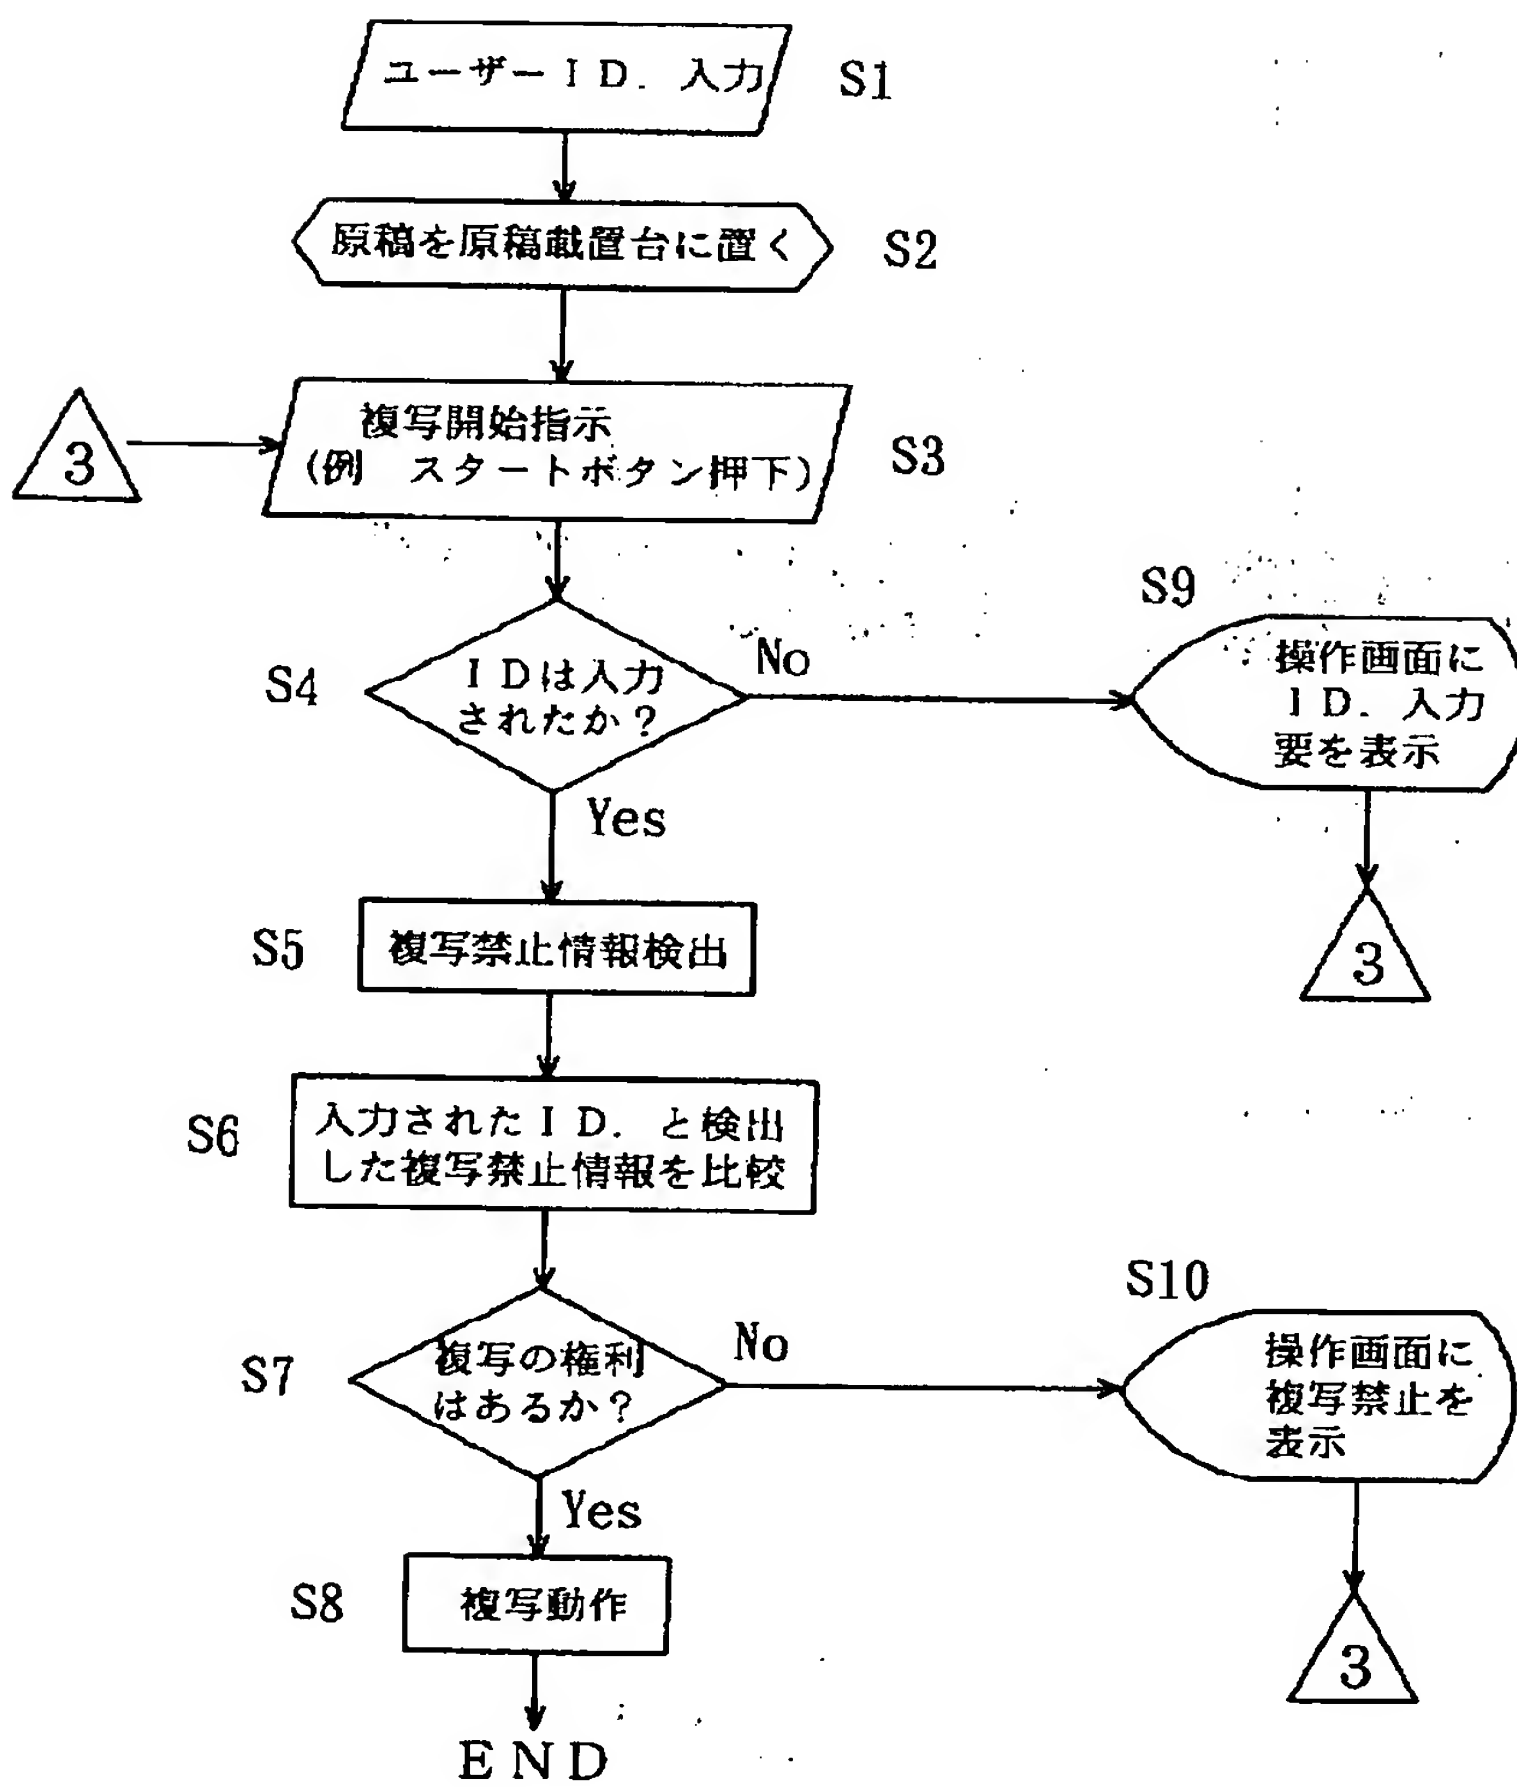 ユーザーＩＤ．入力
S1
原稿を原稿載置台に置く
S2
3
複写開始指示
(例　スタートボタン押下)
S3
S4
ＩＤは入力
されたか？
No
S9
操作画面に
ＩＤ．入力
要を表示
Yes
3
S5
複写禁止情報検出
S6
入力されたＩＤ．と検出
した複写禁止情報を比較
S7
複写の権利
はあるか？
No
S10
操作画面に
複写禁止を
表示
Yes
3
S8
複写動作
ＥＮＤ